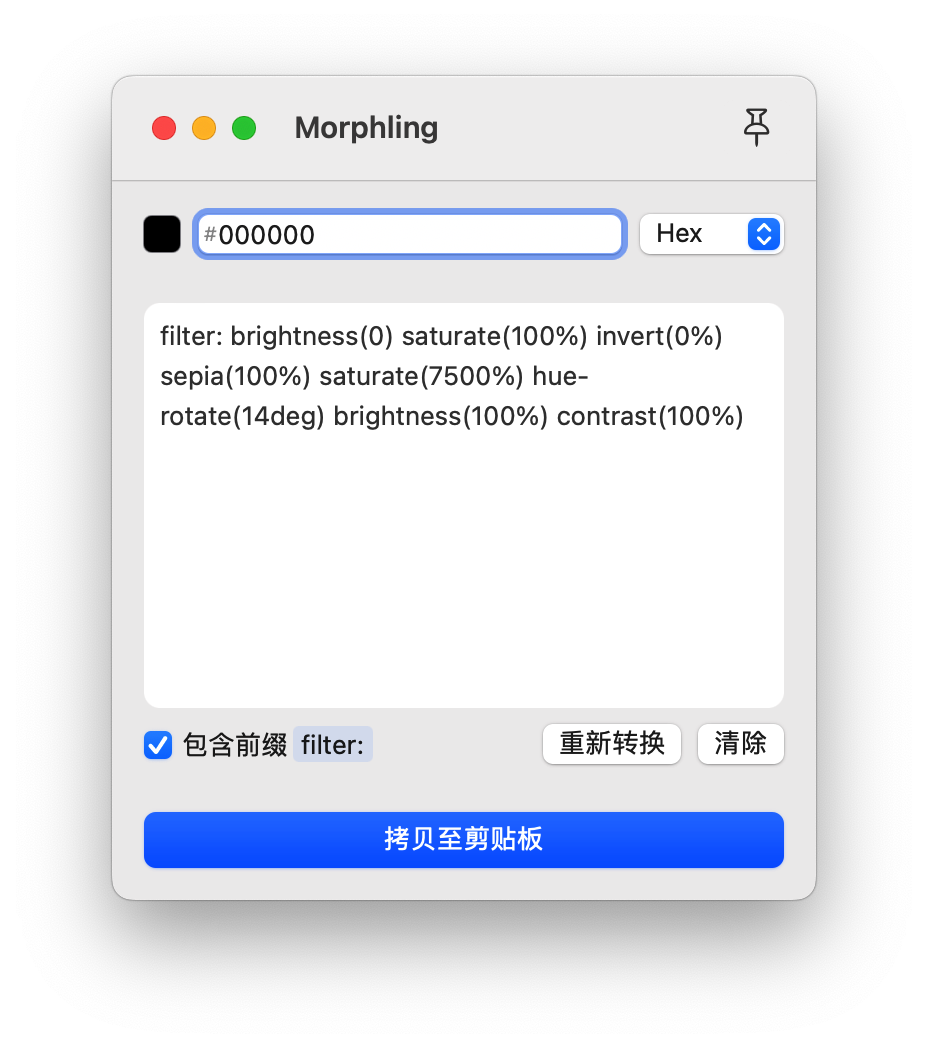 Morphling
#000000
Hex
filter: brightness(0) saturate(100%) invert(0%)
sepia(100%) saturate(7500%) hue-
rotate(14deg) brightness(100%) contrast(100%)
包含前缀 filter:
重新转换
清除
拷贝至剪贴板